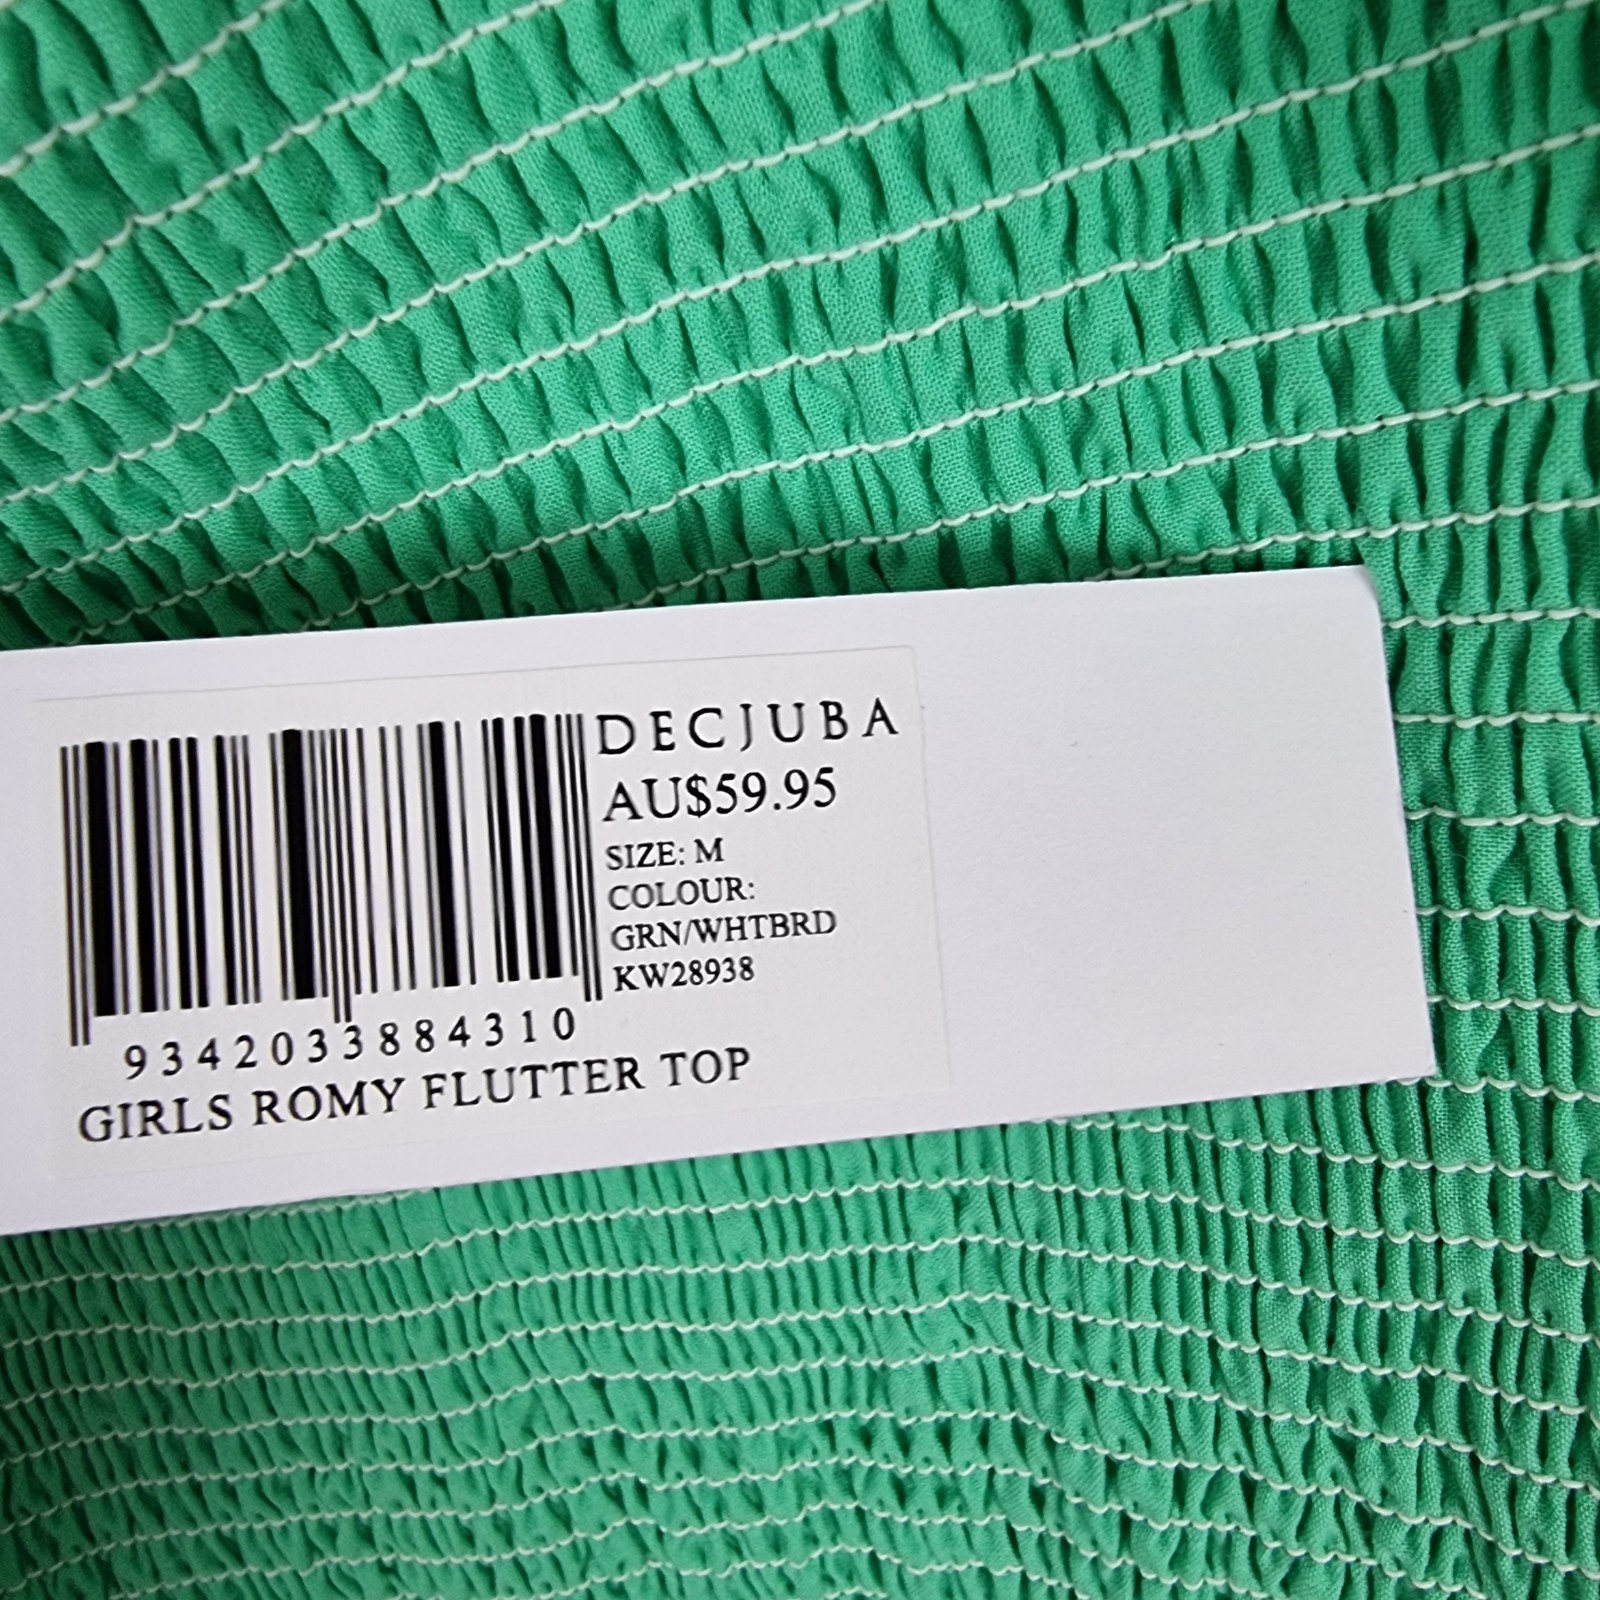 DECJUBA
AU$59.95
SIZE: M
COLOUR:
GRN/WHTBRD
KW28938
9342033884310
GIRLS ROMY FLUTTER TOP